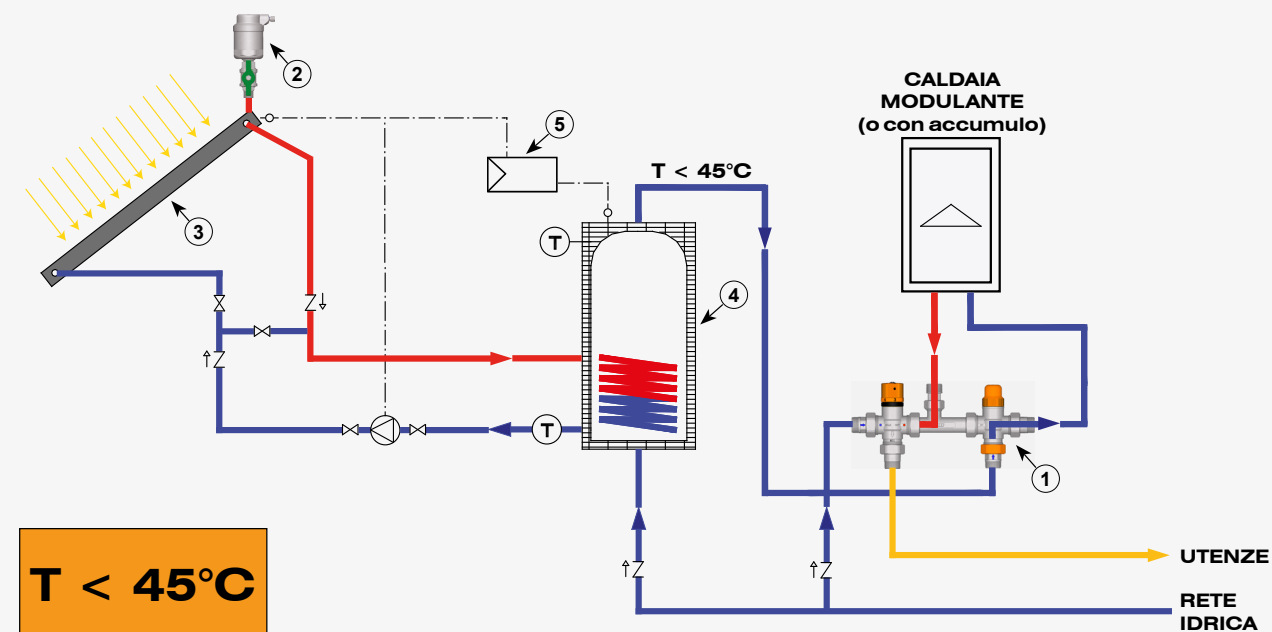 2
CALDAIA
MODULANTE
(o con accumulo)
5
T < 45°C
3
T
4
T
1
UTENZE
T < 45°C
RETE
IDRICA